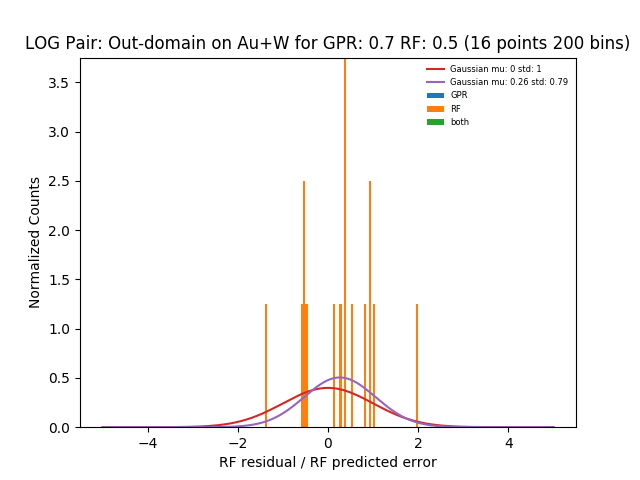 LOG Pair: Out-domain on Au+W for GPR: 0.7 RF: 0.5 (16 points 200 bins)
Gaussian mu: 0 std: 1
Gaussian mu: 0.26 std: 0.79
GPR
RF
both
3.5
3.0
2.5
2.0
1.5
1.0
0.5
0.0
Normalized Counts
−4
−2
0
2
4
RF residual / RF predicted error